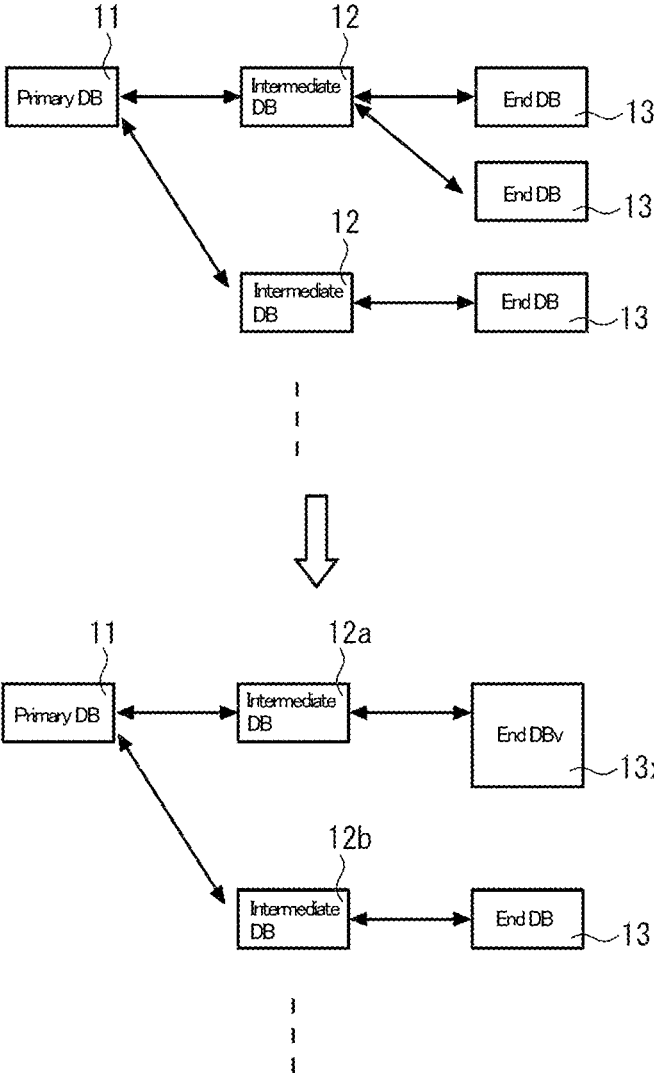 11
12
Primary DB
Intermediate
DB
End DB
13
End DB
13
12
Intermediate
DB
End DB
13
11
12a
Primary DB
Intermediate
DB
End DBv
13x
12b
Intermediate
DB
End DB
13